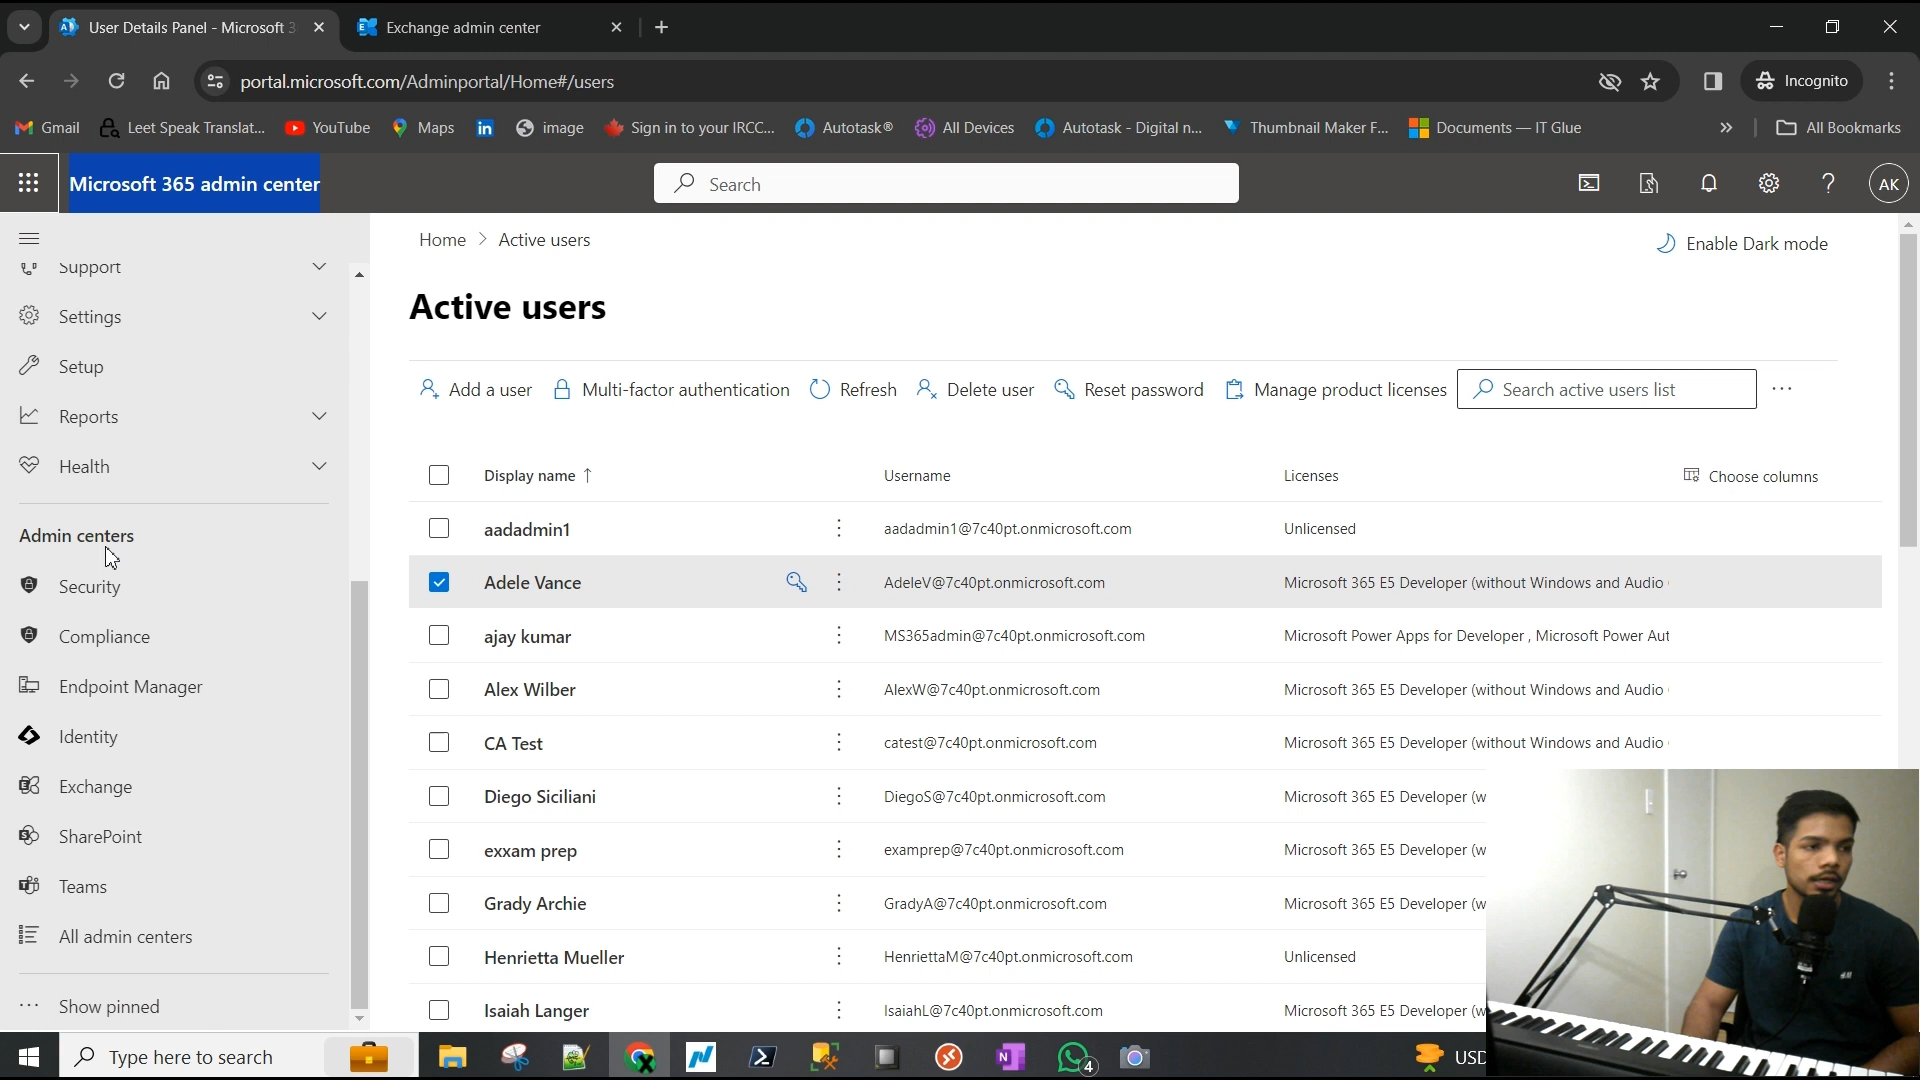 User Details Panel - Microsoft 3
Exchange admin center
portal.microsoft.com/Adminportal/Home#/users
Incognito
Gmail
Leet Speak Translat...
YouTube
Maps
image
Sign in to your IRCC...
Autotask®
All Devices
Autotask - Digital n...
Thumbnail Maker F...
Documents — IT Glue
All Bookmarks
Microsoft 365 admin center
Search
AK
Support
Settings
Setup
Reports
Health
Admin centers
Security
Compliance
Endpoint Manager
Identity
Exchange
SharePoint
Teams
All admin centers
Show pinned
Home > Active users
Enable Dark mode
Active users
Add a user
Multi-factor authentication
Refresh
Delete user
Reset password
Manage product licenses
Search active users list
Display name ↑ Username Licenses Choose columns
aadadmin1 aadadmin1@7c40pt.onmicrosoft.com Unlicensed
Adele Vance AdeleV@7c40pt.onmicrosoft.com Microsoft 365 E5 Developer (without Windows and Audio
ajay kumar MS365admin@7c40pt.onmicrosoft.com Microsoft Power Apps for Developer , Microsoft Power Aut
Alex Wilber AlexW@7c40pt.onmicrosoft.com Microsoft 365 E5 Developer (without Windows and Audio
CA Test catest@7c40pt.onmicrosoft.com Microsoft 365 E5 Developer (without Windows and Audio
Diego Siciliani DiegoS@7c40pt.onmicrosoft.com Microsoft 365 E5 Developer (w
exxam prep examprep@7c40pt.onmicrosoft.com Microsoft 365 E5 Developer (w
Grady Archie GradyA@7c40pt.onmicrosoft.com Microsoft 365 E5 Developer (w
Henrietta Mueller HenriettaM@7c40pt.onmicrosoft.com Unlicensed
Isaiah Langer IsaiahL@7c40pt.onmicrosoft.com Microsoft 365 E5 Developer (w
Type here to search
4
USD